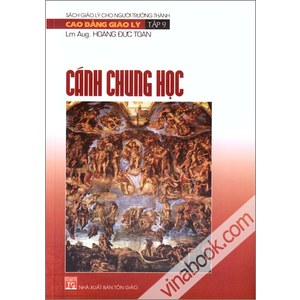 SÁCH GIÁO LÝ CHO NGƯỜI TRƯỞNG THÀNH
CAO ĐẲNG GIÁO LÝ TẬP 9
Lm Aug. HOÀNG ĐỨC TOÀN
CÁNH CHUNG HỌC
NHÀ XUẤT BẢN TÔN GIÁO
vinabook.com